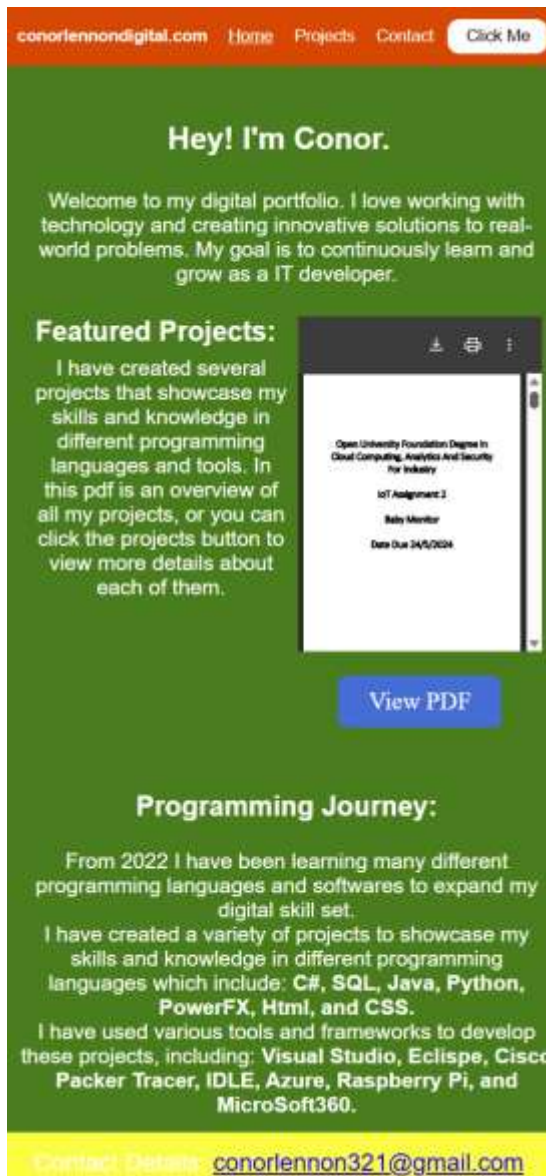 conorlennondigital.com Home Projects Contact Click Me
Hey! I'm Conor.
Welcome to my digital portfolio. I love working with
technology and creating innovative solutions to real-
world problems. My goal is to continuously learn and
grow as a IT developer.
Featured Projects:
I have created several
projects that showcase my
skills and knowledge in
different programming
languages and tools. In
this pdf is an overview of
all my projects, or you can
click the projects button to
view more details about
each of them.
Open University Foundation Degree In
Cloud Computing, Analytics And Security
For Industry
IoT Assignment 2
Baby Monitor
Date Due 24/5/2024
View PDF
Programming Journey:
From 2022 I have been learning many different
programming languages and softwares to expand my
digital skill set.
I have created a variety of projects to showcase my
skills and knowledge in different programming
languages which include: C#, SQL, Java, Python,
PowerFX, Html, and CSS.
I have used various tools and frameworks to develop
these projects, including: Visual Studio, Eclispe, Cisco
Packer Tracer, IDLE, Azure, Raspberry Pi, and
MicroSoft360.
Contact Details: conorlennon321@gmail.com